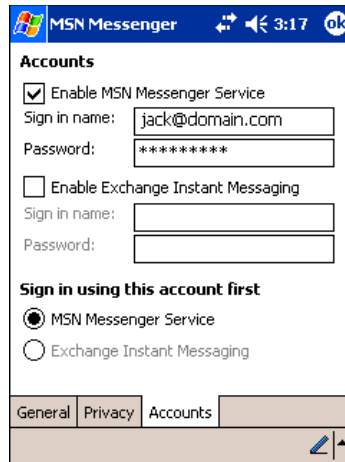 MSN Messenger 3:17 ok
Accounts
Enable MSN Messenger Service
Sign in name: jack@domain.com
Password: *********
Enable Exchange Instant Messaging
Sign in name:
Password:
Sign in using this account first
MSN Messenger Service
Exchange Instant Messaging
General Privacy Accounts